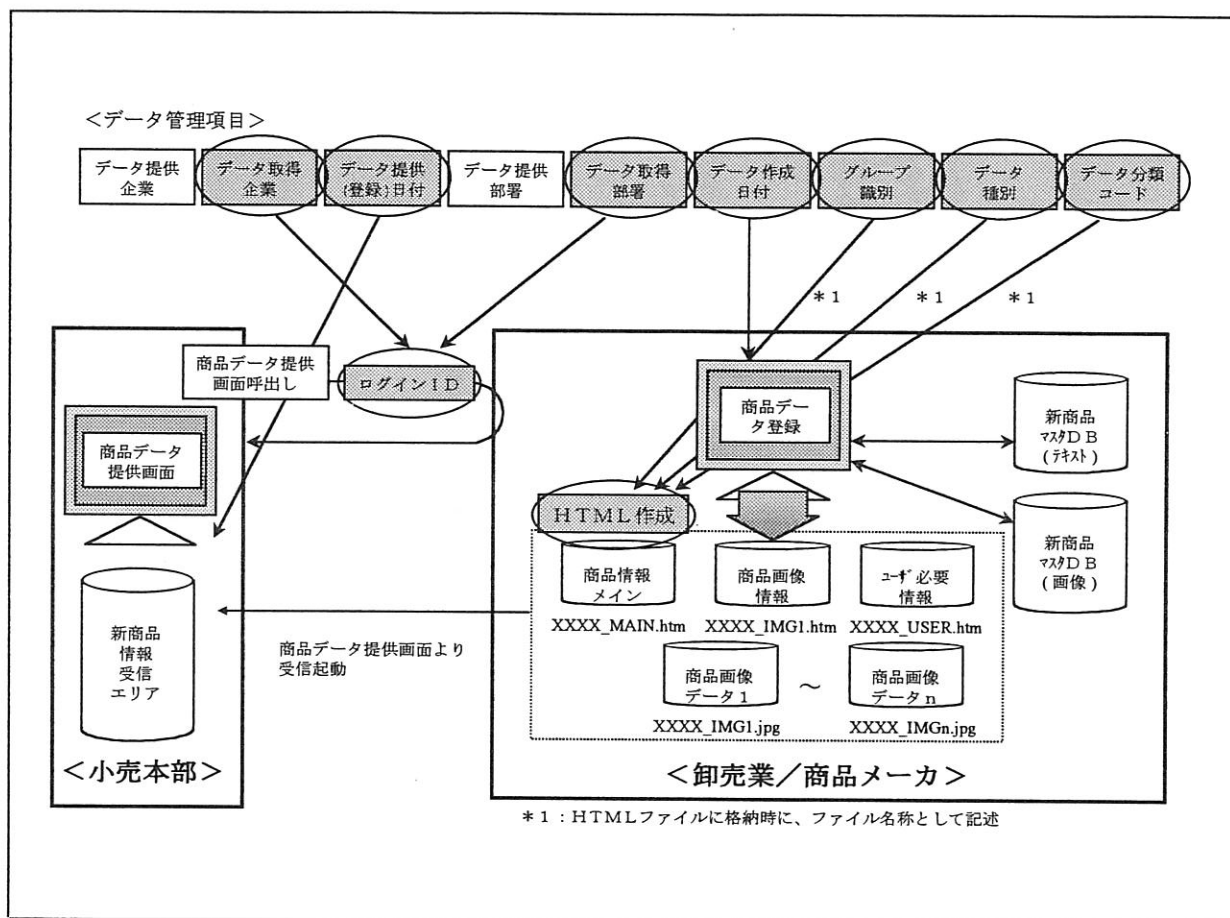 ＜データ管理項目＞
データ提供
企業
データ取得
企業
データ提供
(登録)日付
データ提供
部署
データ取得
部署
データ作成
日付
グループ
識別
データ
種別
データ分類
コード
＊1
＊1
＊1
商品データ提供
画面呼出し
ログインＩＤ
商品データ
提供画面
新商品
情報
受信
エリア
＜小売本部＞
商品データ提供画面より
受信起動
商品デー
タ登録
ＨＴＭＬ作成
商品情報
メイン
XXXX_MAIN.htm
商品画像
情報
XXXX_IMG1.htm
ﾕｰｻﾞ必要
情報
XXXX_USER.htm
商品画像
データ1
XXXX_IMG1.jpg
～
商品画像
データｎ
XXXX_IMGn.jpg
新商品
ﾏｽﾀＤＢ
(ﾃｷｽﾄ)
新商品
ﾏｽﾀＤＢ
(画像)
＜卸売業／商品メーカ＞
＊1：ＨＴＭＬファイルに格納時に、ファイル名称として記述